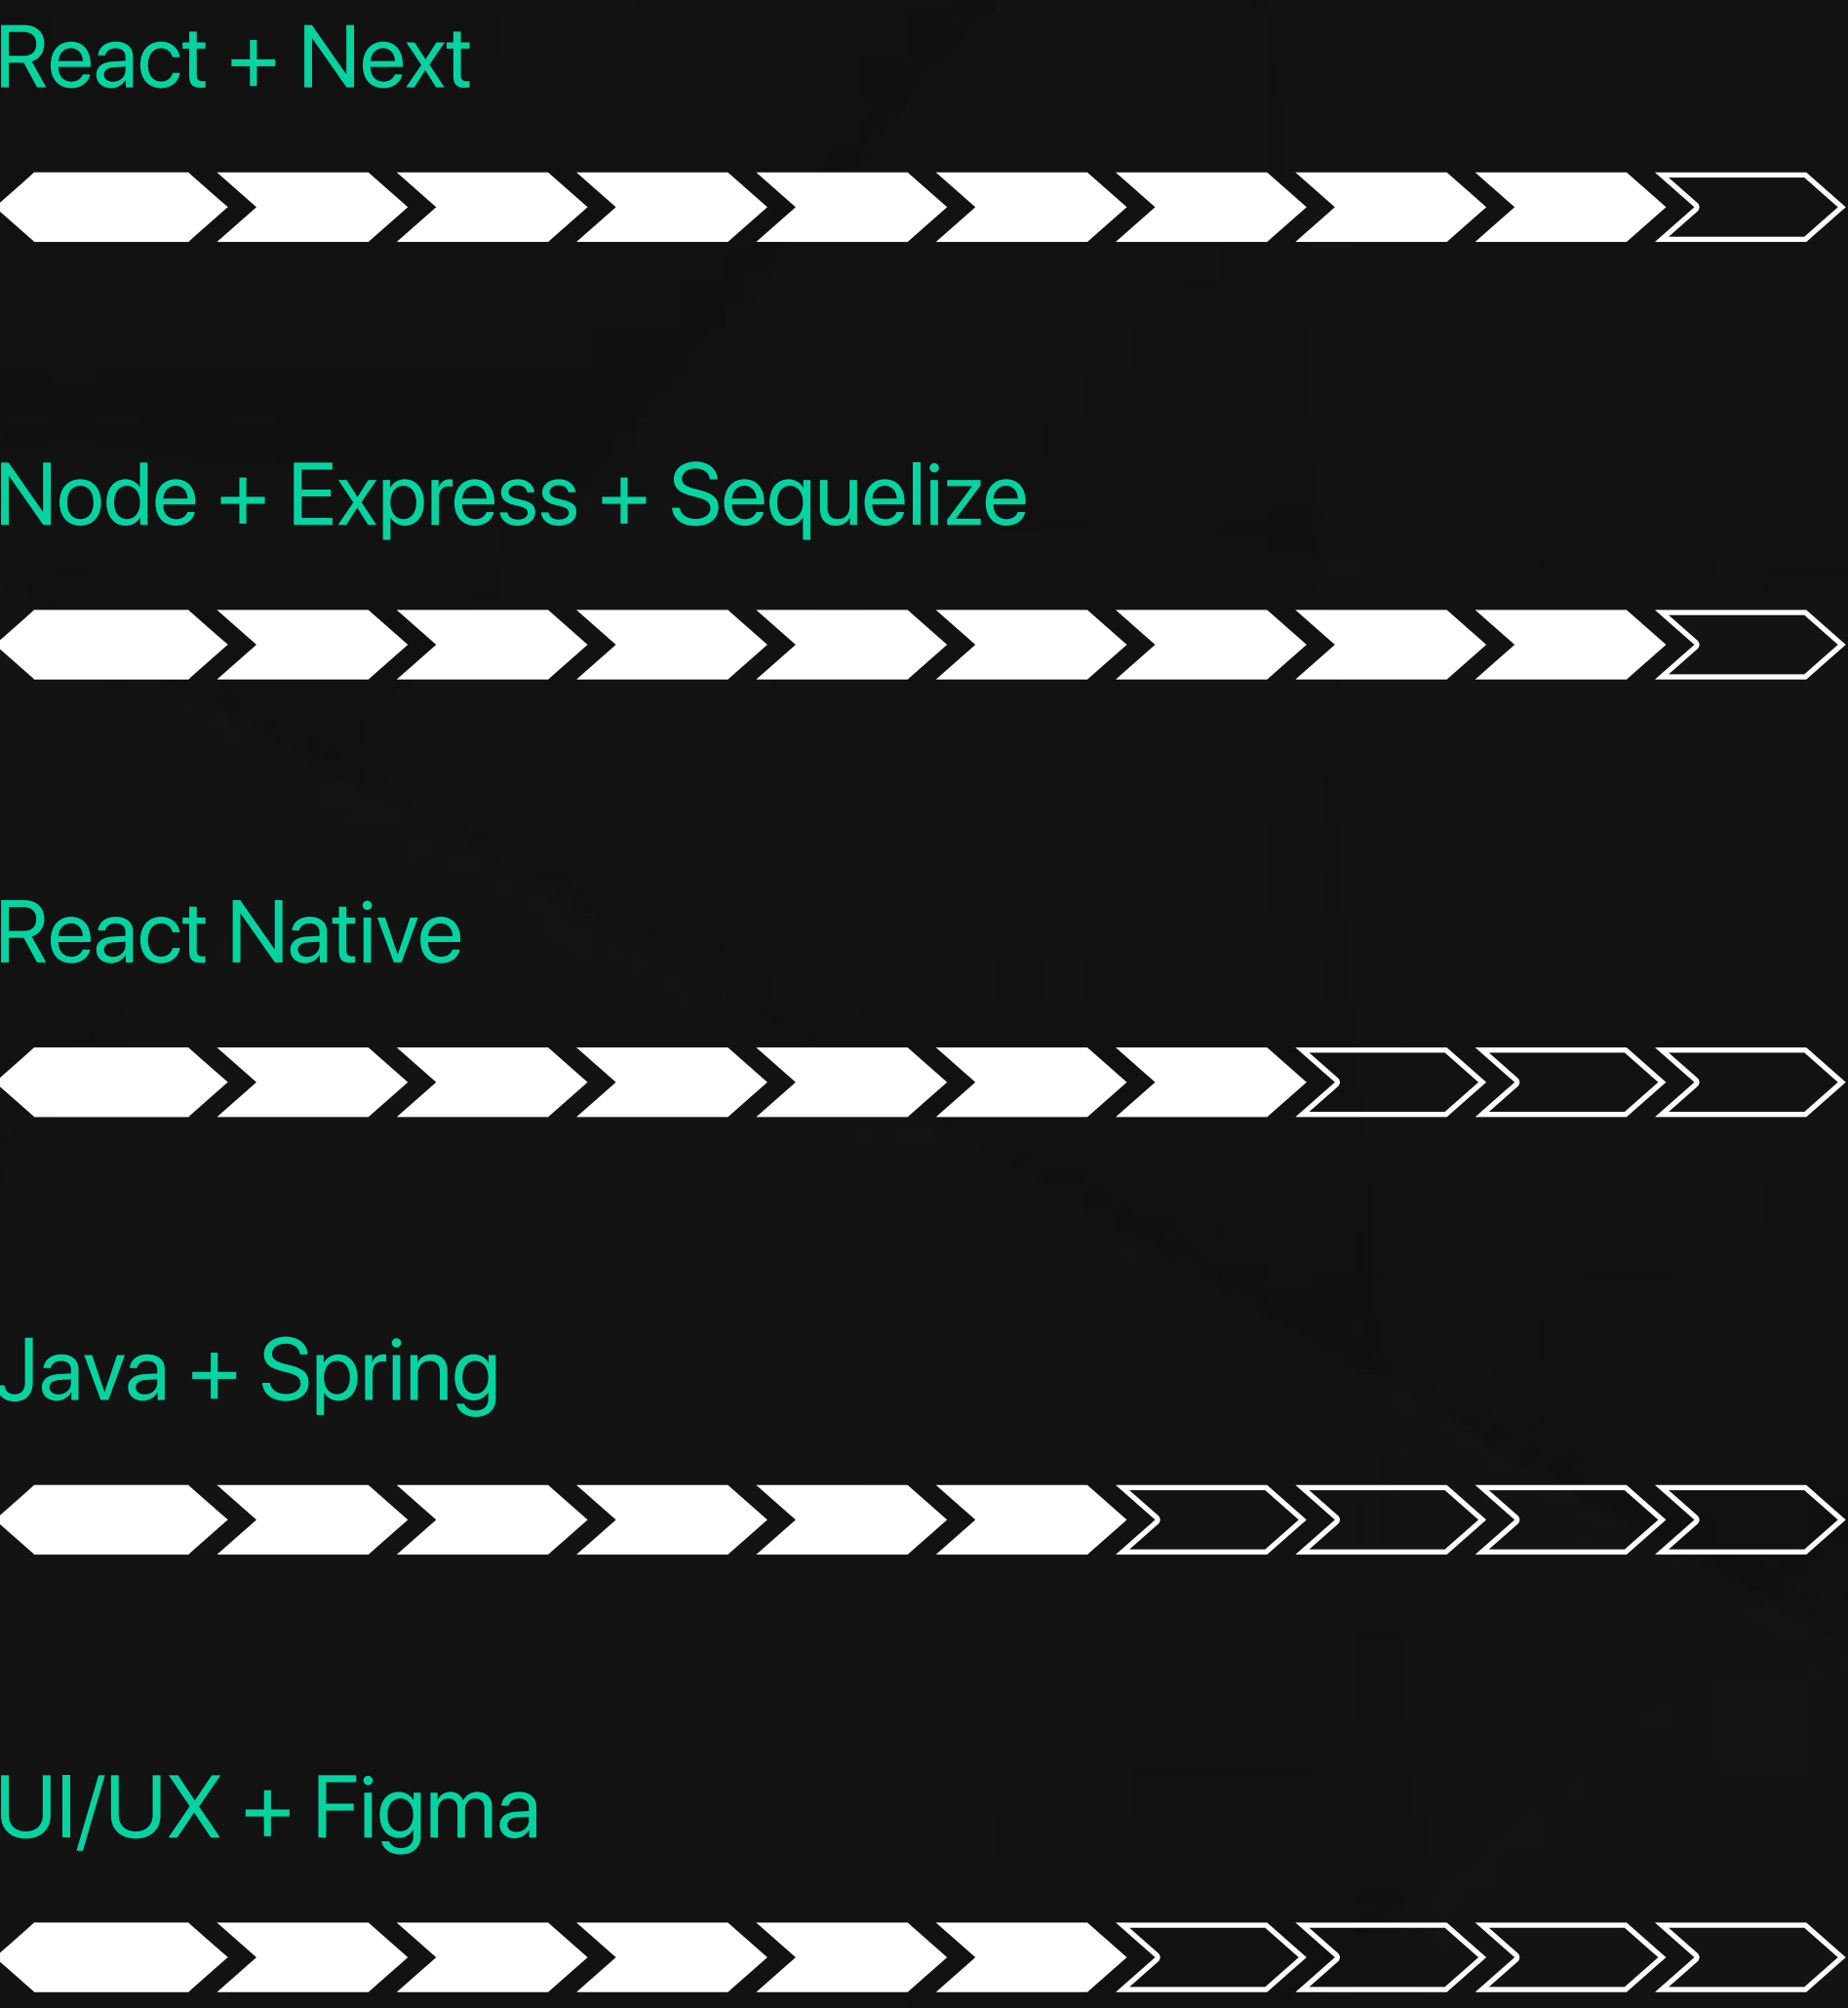 React + Next
Node + Express + Sequelize
React Native
Java + Spring
UI/UX + Figma